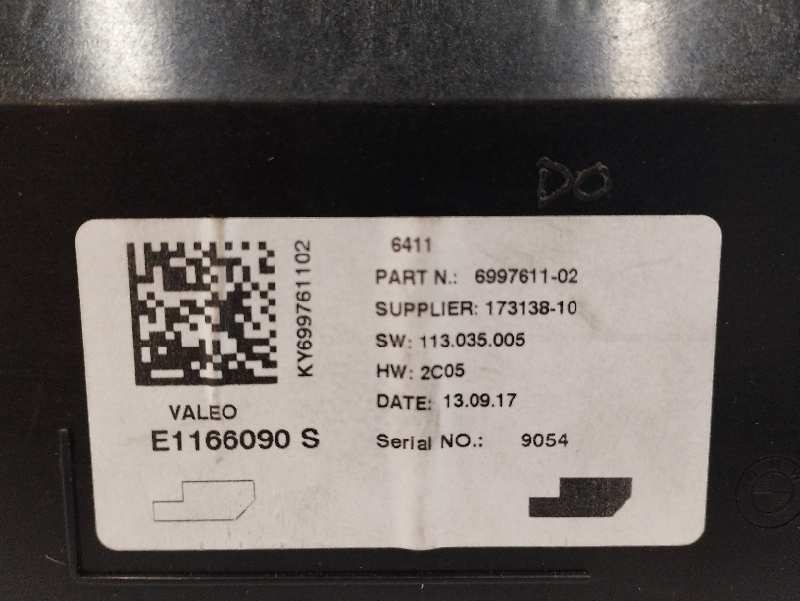 DO
6411
PART N.: 6997611-02
SUPPLIER: 173138-10
SW: 113.035.005
HW: 2C05
DATE: 13.09.17
Serial NO.: 9054
KY699761102
VALEO
E1166090 S